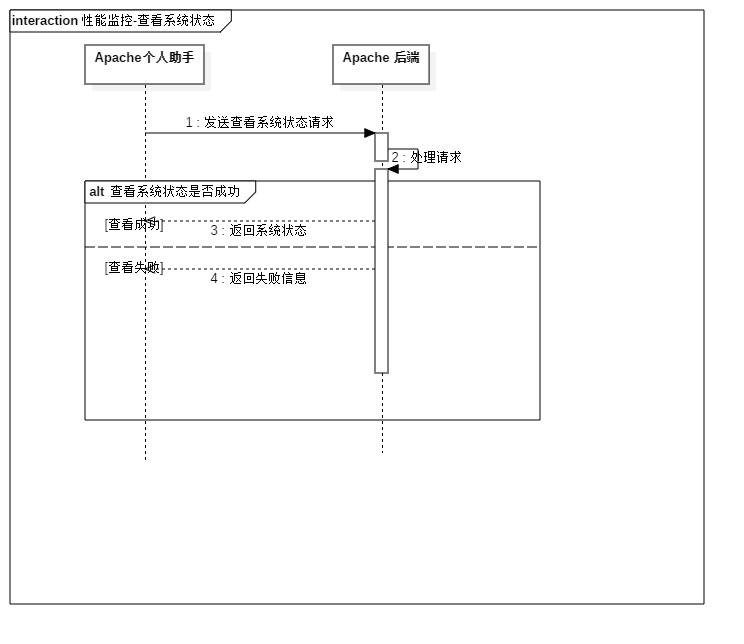 interaction 性能监控-查看系统状态
Apache个人助手
Apache 后端
1 : 发送查看系统状态请求
2 : 处理请求
alt 查看系统状态是否成功
[查看成功]
3 : 返回系统状态
[查看失败]
4 : 返回失败信息